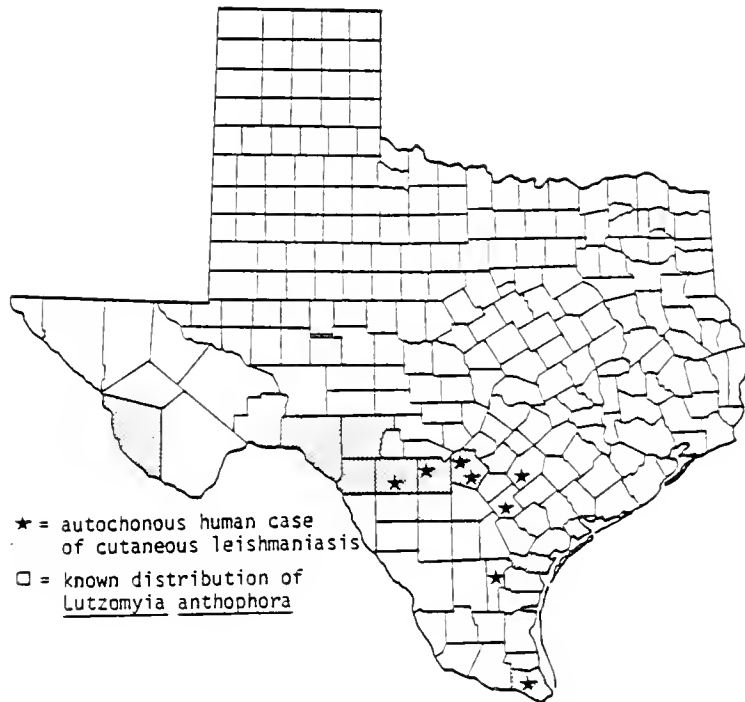 ★ = autochonous human case
of cutaneous leishmaniasis
□ = known distribution of
Lutzomyia anthophora